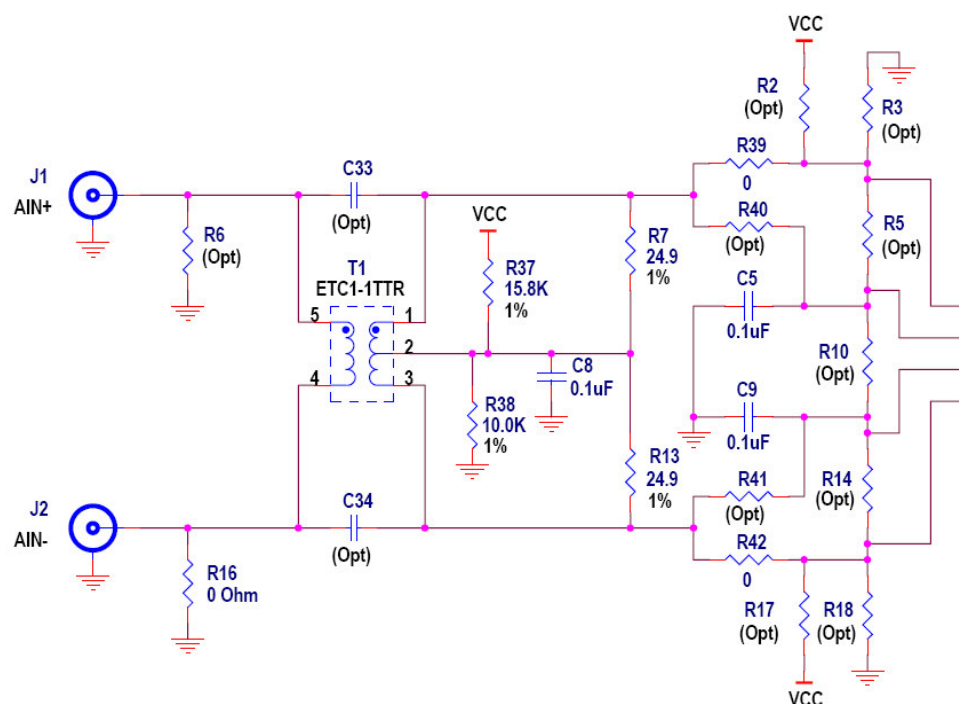 VCC
R2
(Opt)
R3
(Opt)
R39
0
J1
AIN+
C33
(Opt)
R40
(Opt)
R6
(Opt)
VCC
R7
24.9
1%
R5
(Opt)
T1
ETC1-1TTR
R37
15.8K
1%
C5
0.1uF
5
1
2
4
3
C8
0.1uF
R10
(Opt)
R38
10.0K
1%
C9
0.1uF
R13
24.9
1%
R41
(Opt)
R14
(Opt)
J2
AIN-
C34
(Opt)
R42
0
R16
0 Ohm
R17
(Opt)
R18
(Opt)
VCC